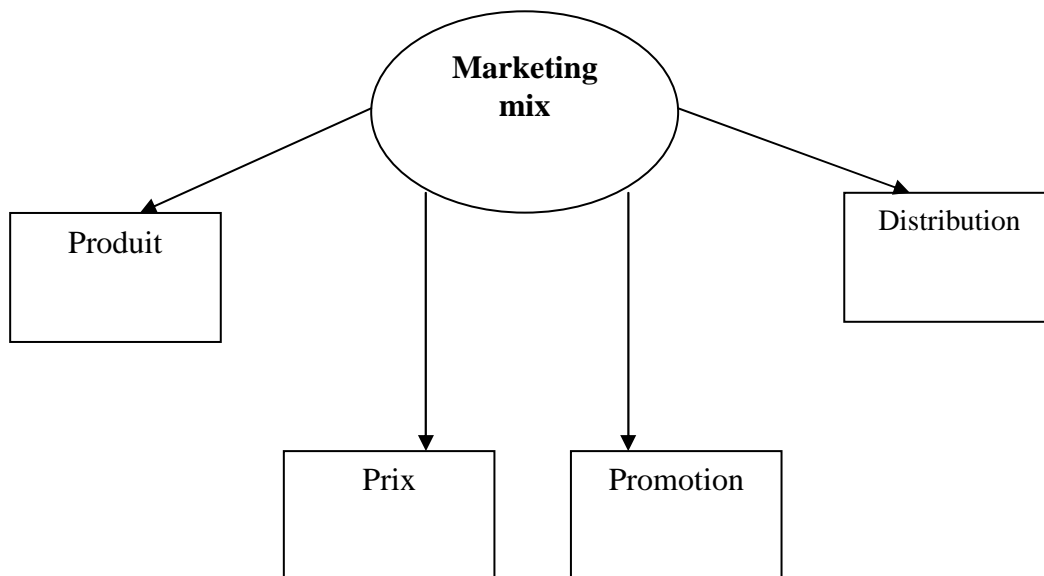 Marketing
mix
Produit
Distribution
Prix
Promotion